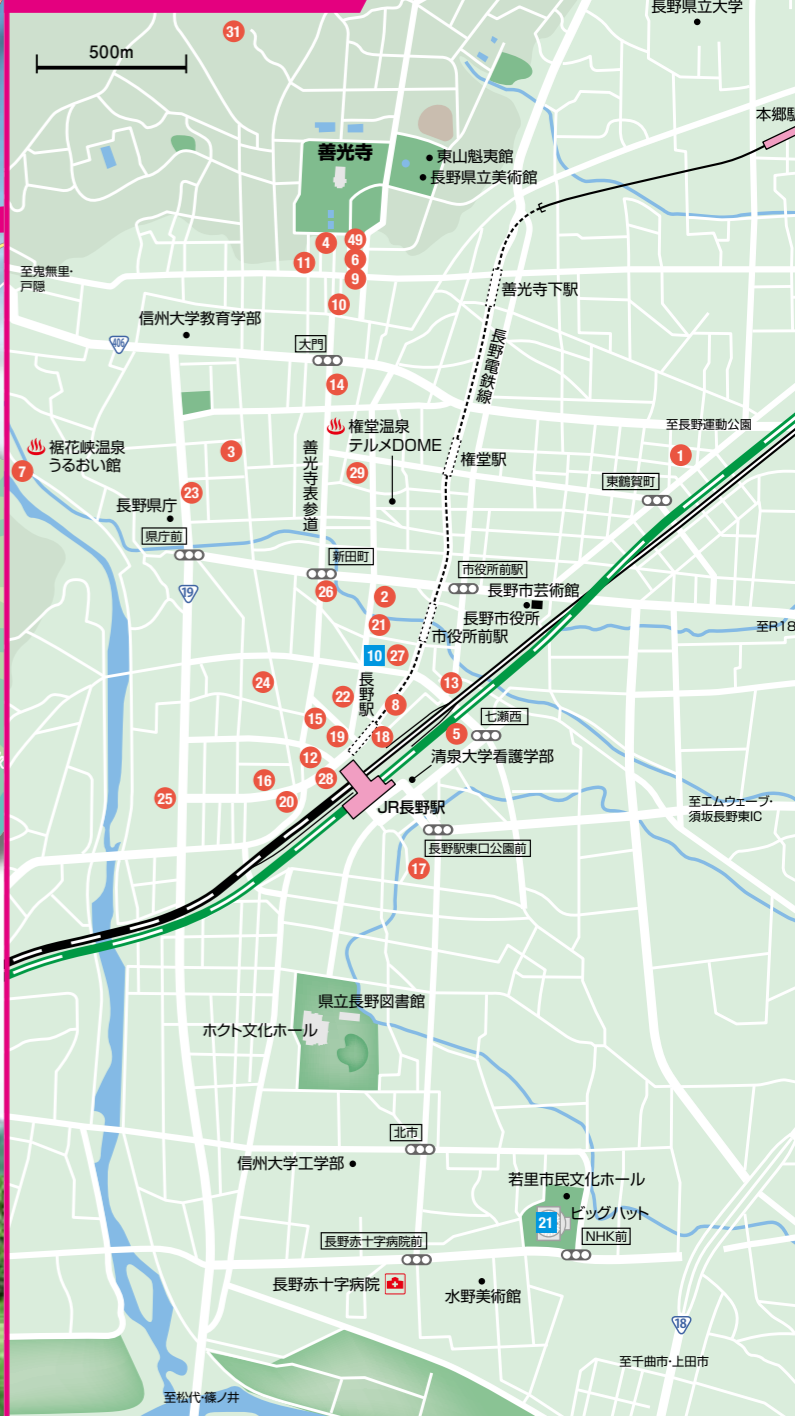 長野県立大学
31
500m
本郷駅
善光寺
東山魁夷館
長野県立美術館
4
49
11
6
9
至鬼無里・
戸隠
10
善光寺下駅
信州大学教育学部
406
大門
長野電鉄線
14
至長野運動公園
裾花峡温泉
うるおい館
7
3
権堂温泉
テルメDOME
権堂駅
1
29
善光寺表参道
東鶴賀町
23
長野県庁
県庁前
新田町
市役所前駅
19
26
2
長野市芸術館
長野市役所
21
市役所前駅
至R18
10
27
24
22
長野駅
8
13
15
19
18
5
七瀬西
12
清泉大学看護学部
16
28
25
20
JR長野駅
至エムウェーブ・
須坂長野東IC
長野駅東口公園前
17
県立長野図書館
ホクト文化ホール
北市
信州大学工学部
若里市民文化ホール
21
ビッグハット
長野赤十字病院前
NHK前
長野赤十字病院
水野美術館
18
至千曲市・上田市
至松代・篠ノ井